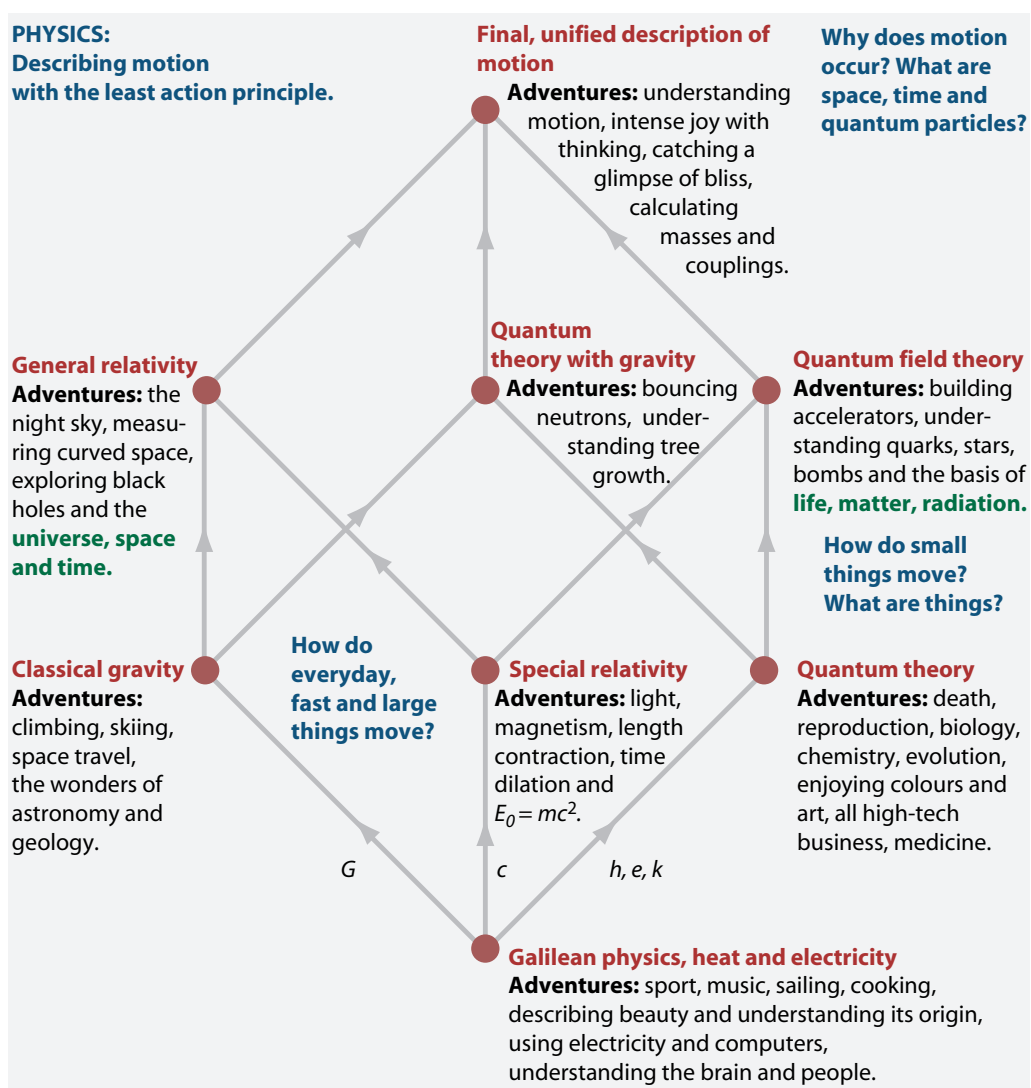 PHYSICS:
Describing motion
with the least action principle.
Final, unified description of
motion
Adventures: understanding
motion, intense joy with
thinking, catching a
glimpse of bliss,
calculating
masses and
couplings.
Why does motion
occur? What are
space, time and
quantum particles?
General relativity
Adventures: the
night sky, measu-
ring curved space,
exploring black
holes and the
universe, space
and time.
Quantum
theory with gravity
Adventures: bouncing
neutrons, under-
standing tree
growth.
Quantum field theory
Adventures: building
accelerators, under-
standing quarks, stars,
bombs and the basis of
life, matter, radiation.
How do small
things move?
What are things?
Classical gravity
Adventures:
climbing, skiing,
space travel,
the wonders of
astronomy and
geology.
How do
everyday,
fast and large
things move?
Special relativity
Adventures: light,
magnetism, length
contraction, time
dilation and
E₀ = mc².
Quantum theory
Adventures: death,
reproduction, biology,
chemistry, evolution,
enjoying colours and
art, all high-tech
business, medicine.
G
c
h, e, k
Galilean physics, heat and electricity
Adventures: sport, music, sailing, cooking,
describing beauty and understanding its origin,
using electricity and computers,
understanding the brain and people.